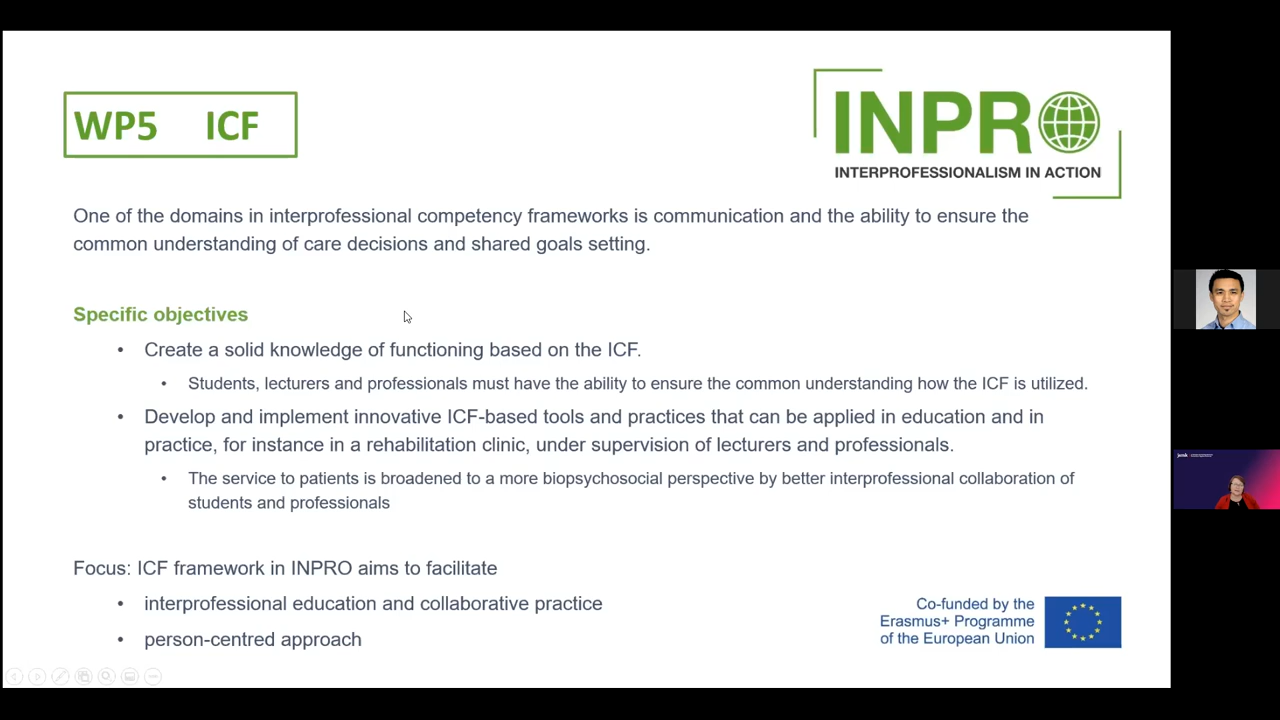 WP5 ICF
INPRO
INTERPROFESSIONALISM IN ACTION
One of the domains in interprofessional competency frameworks is communication and the ability to ensure the
common understanding of care decisions and shared goals setting.
Specific objectives
• Create a solid knowledge of functioning based on the ICF.
• Students, lecturers and professionals must have the ability to ensure the common understanding how the ICF is utilized.
• Develop and implement innovative ICF-based tools and practices that can be applied in education and in
practice, for instance in a rehabilitation clinic, under supervision of lecturers and professionals.
• The service to patients is broadened to a more biopsychosocial perspective by better interprofessional collaboration of
students and professionals
Focus: ICF framework in INPRO aims to facilitate
• interprofessional education and collaborative practice
• person-centred approach
Co-funded by the
Erasmus+ Programme
of the European Union
jamk